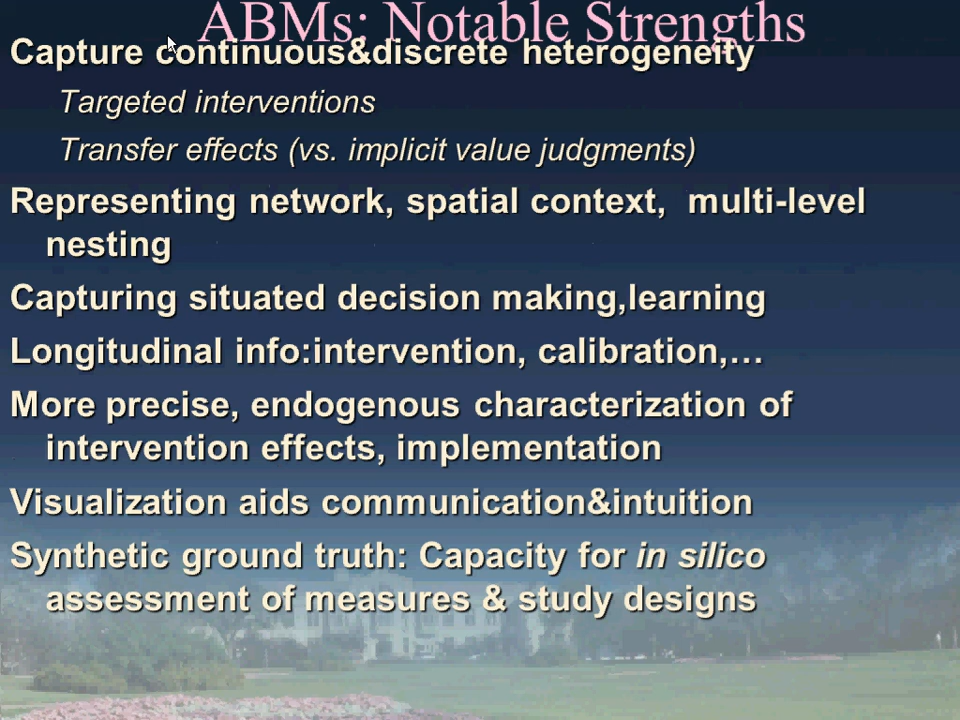 ABMs: Notable Strengths
Capture continuous&discrete heterogeneity
Targeted interventions
Transfer effects (vs. implicit value judgments)
Representing network, spatial context, multi-level
nesting
Capturing situated decision making,learning
Longitudinal info:intervention, calibration,…
More precise, endogenous characterization of
intervention effects, implementation
Visualization aids communication&intuition
Synthetic ground truth: Capacity for in silico
assessment of measures & study designs